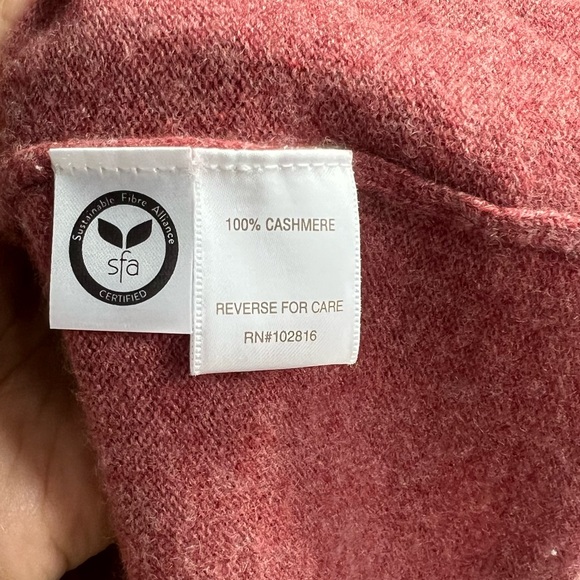 Sustainable Fibre Alliance
sfa
CERTIFIED
100% CASHMERE
REVERSE FOR CARE
RN#102816